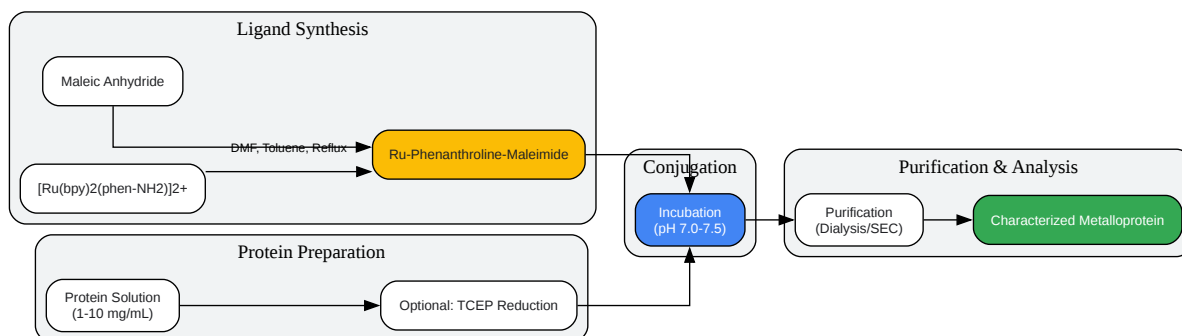 Ligand Synthesis
Maleic Anhydride
DMF, Toluene, Reflux
[Ru(bpy)2(phen-NH2)]2+
Ru-Phenanthroline-Maleimide
Protein Preparation
Protein Solution
(1-10 mg/mL)
Optional: TCEP Reduction
Conjugation
Incubation
(pH 7.0-7.5)
Purification & Analysis
Purification
(Dialysis/SEC)
Characterized Metalloprotein